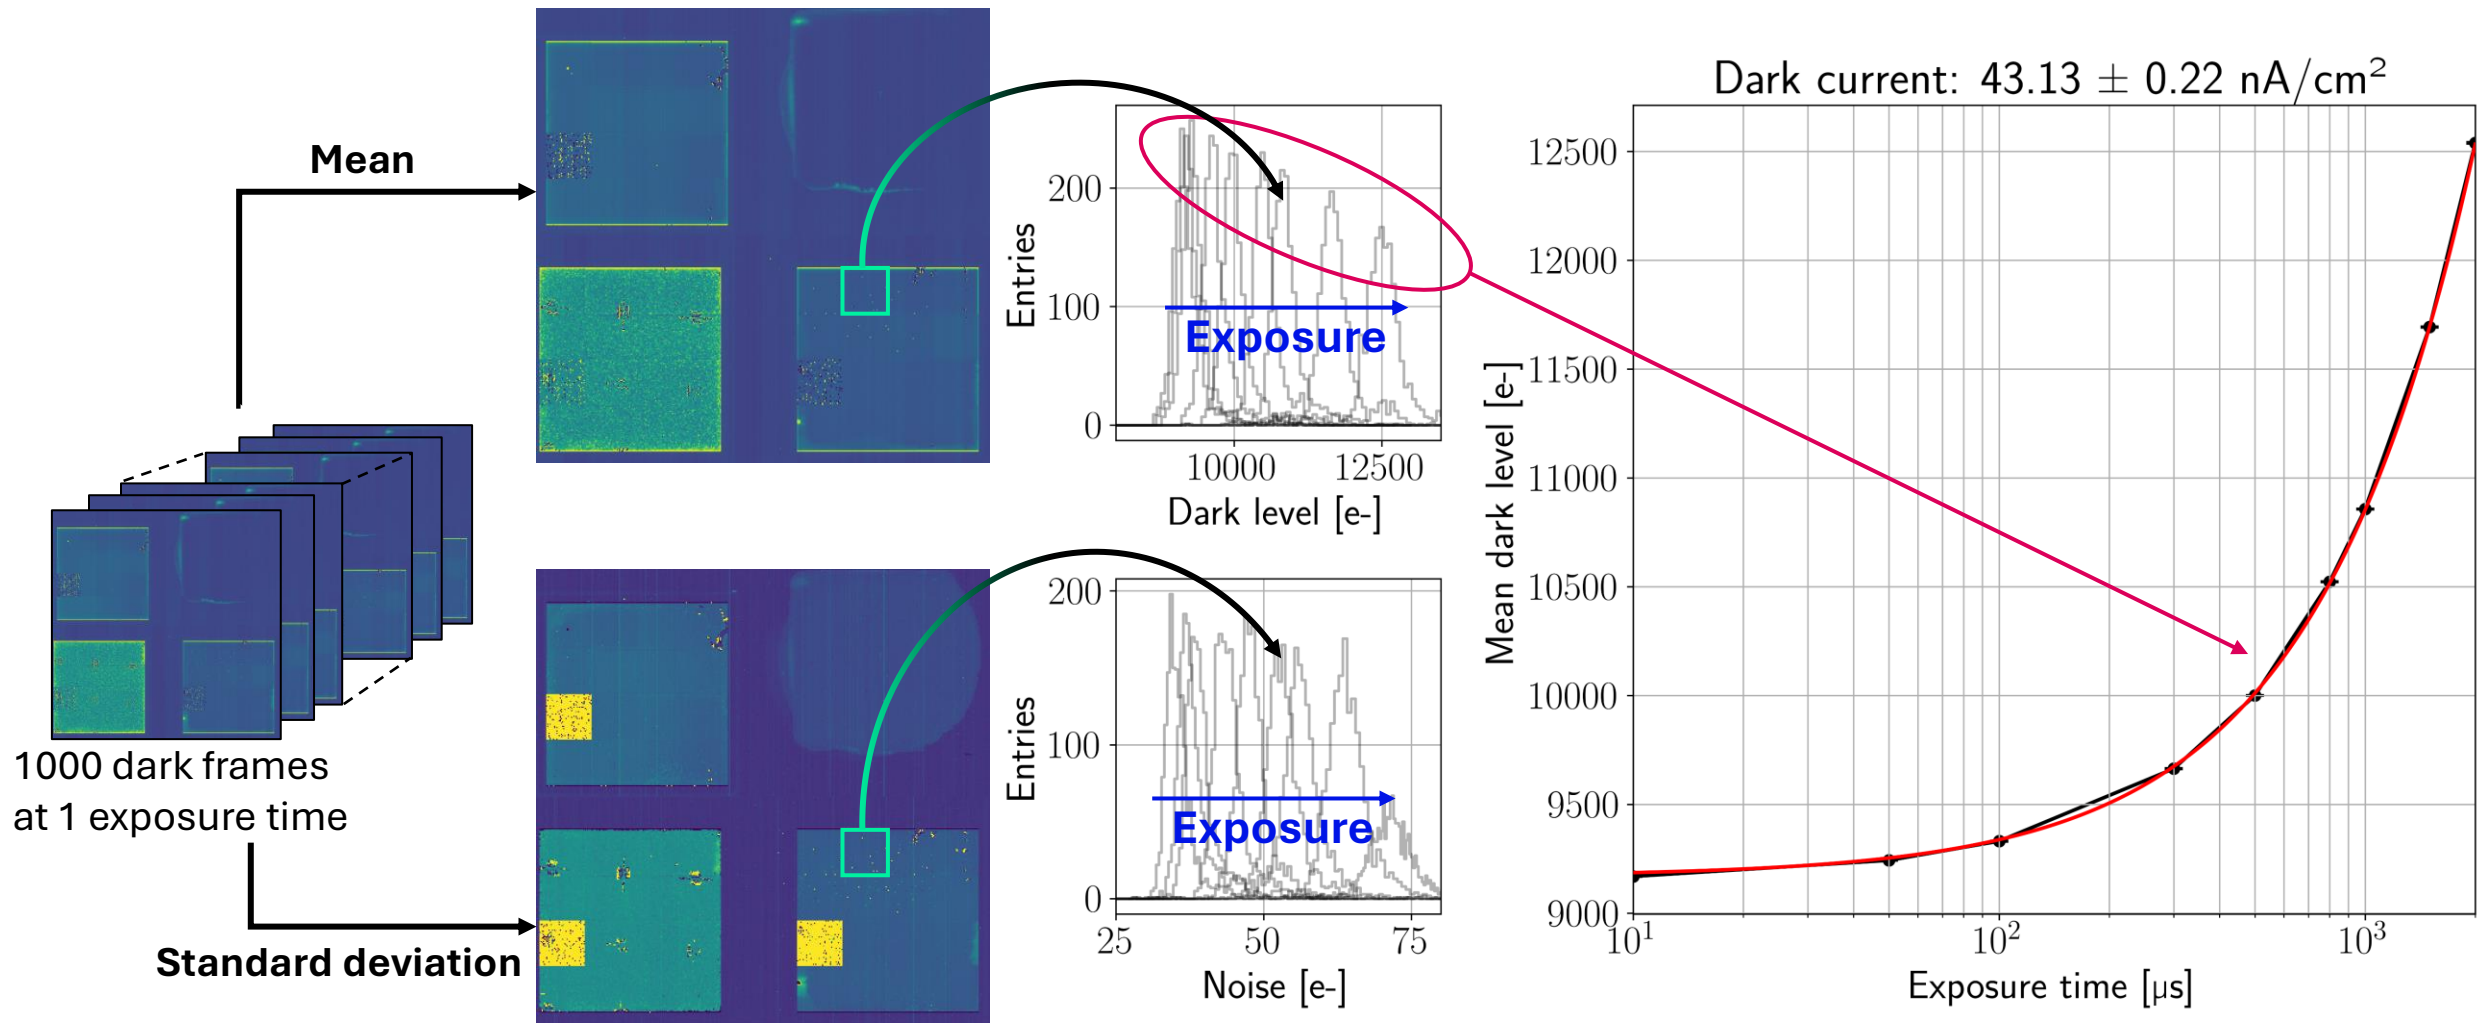 Mean
1000 dark frames
at 1 exposure time
Standard deviation
Entries
200
100
0
Exposure
10000
12500
Dark level [e-]
Entries
200
100
0
Exposure
25
50
75
Noise [e-]
Dark current: 43.13 ± 0.22 nA/cm²
Mean dark level [e-]
12500
12000
11500
11000
10500
10000
9500
9000
10¹
10²
10³
Exposure time [μs]